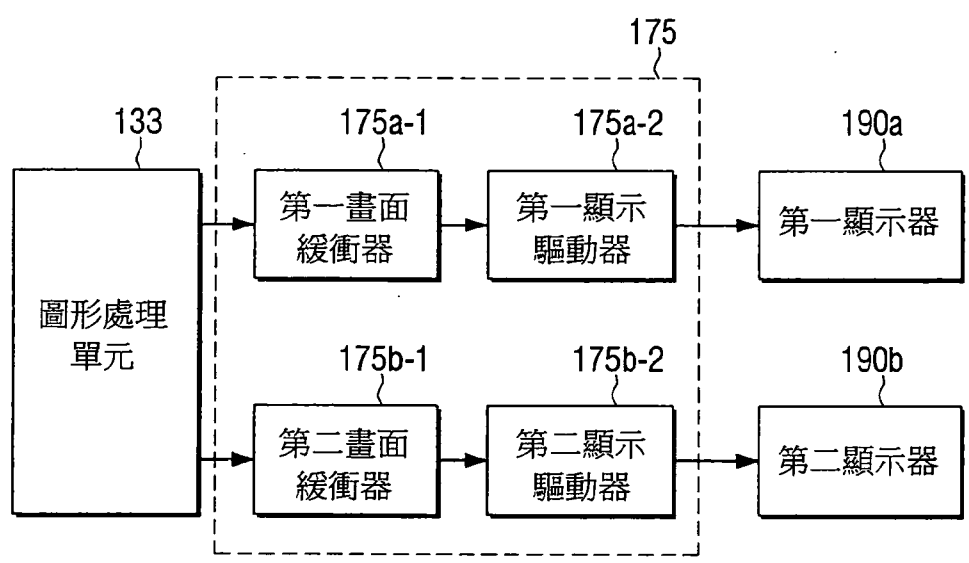 175
133
175a-1
175a-2
190a
第一畫面
緩衝器
第一顯示
驅動器
第一顯示器
圖形處理
單元
175b-1
175b-2
190b
第二畫面
緩衝器
第二顯示
驅動器
第二顯示器